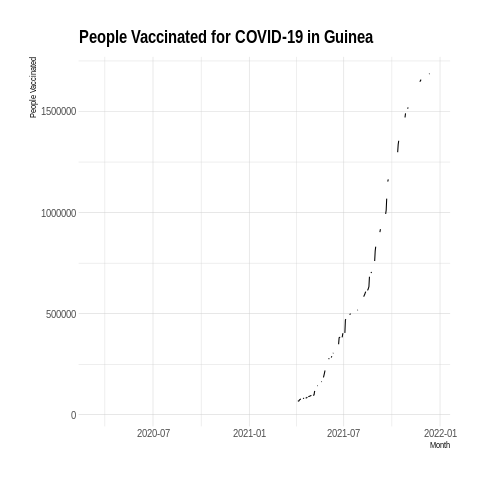 People Vaccinated for COVID-19 in Guinea
People Vaccinated
1500000
1000000
500000
0
2020-07 2021-01 2021-07 2022-01
Month